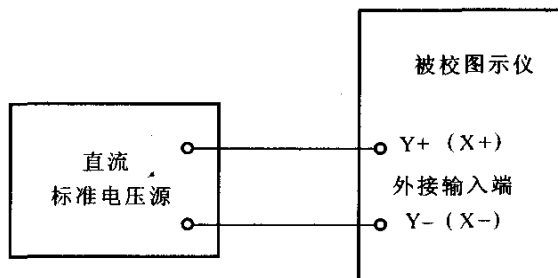 被校图示仪
直流
标准电压源
Y+（X+）
外接输入端
Y-（X-）